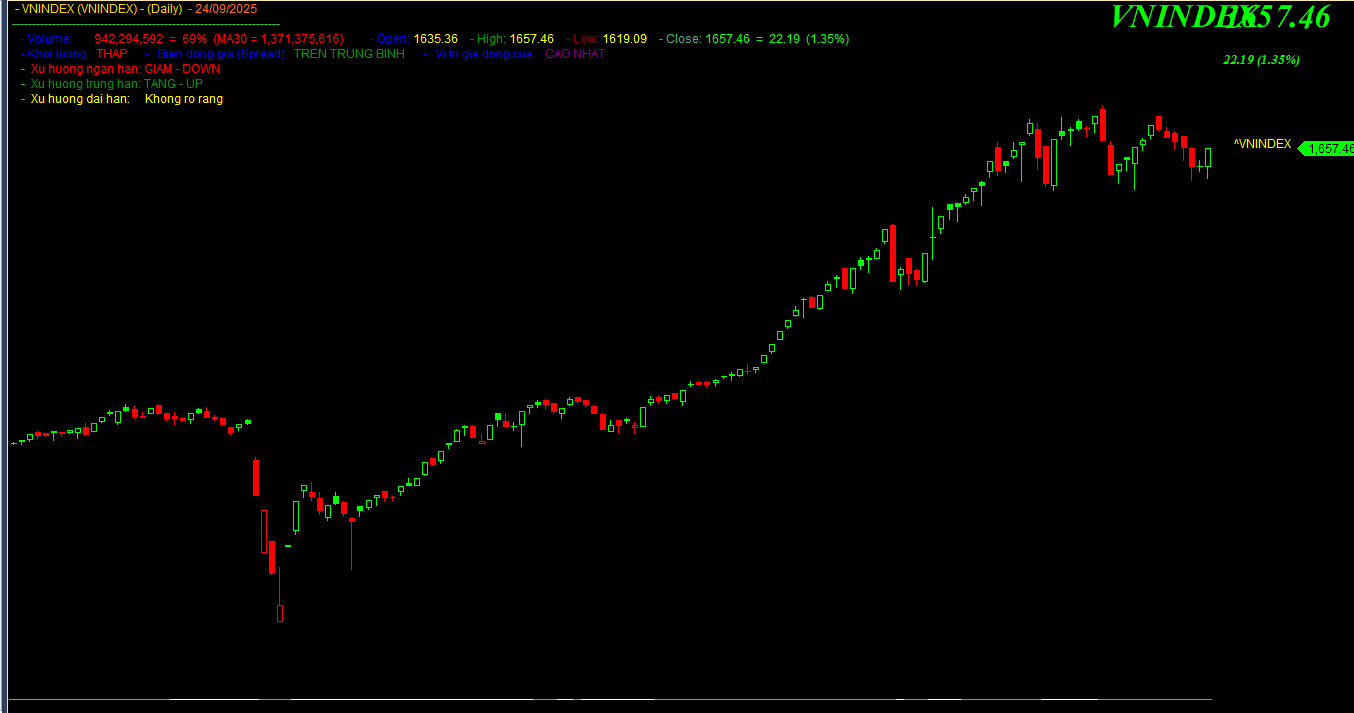 - VNINDEX (VNINDEX) - (Daily) - 24/09/2025
VNINDEX 1657.46
- Volume: 942,294,592 = 69% (MA30 = 1,371,375,616) - Open: 1635.36 - High: 1657.46 - Low: 1619.09 - Close: 1657.46 = 22.19 (1.35%)
- Khoi luong: THAP - Bien dong gia (Spread): TREN TRUNG BINH - Vi tri gia dong cua: CAO NHAT
22.19 (1.35%)
- Xu huong ngan han: GIAM - DOWN
- Xu huong trung han: TANG - UP
- Xu huong dai han: Khong ro rang
^VNINDEX 1,657.46